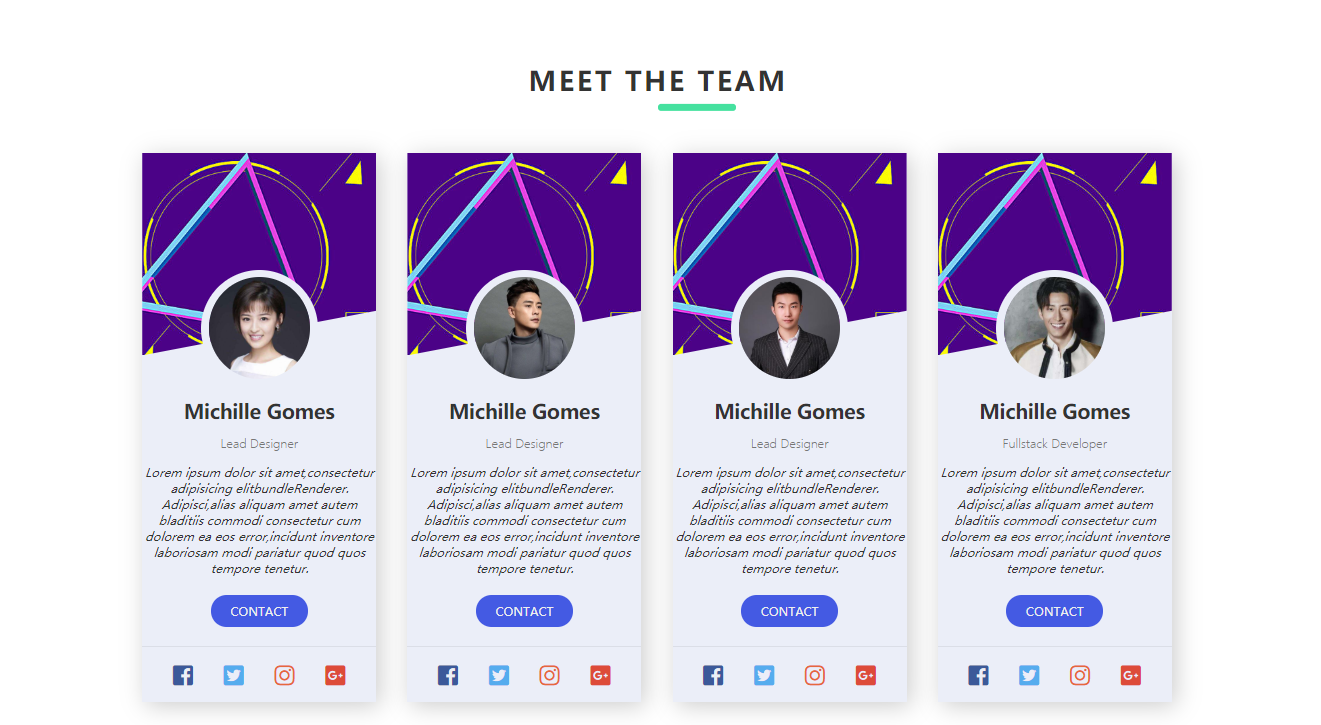 MEET THE TEAM
Michille Gomes
Lead Designer
Lorem ipsum dolor sit amet,consectetur
adipisicing elitbundleRenderer.
Adipisci,alias aliquam amet autem
bladitiis commodi consectetur cum
dolorem ea eos error,incidunt inventore
laboriosam modi pariatur quod quos
tempore tenetur.
CONTACT
G+
Michille Gomes
Lead Designer
Lorem ipsum dolor sit amet,consectetur
adipisicing elitbundleRenderer.
Adipisci,alias aliquam amet autem
bladitiis commodi consectetur cum
dolorem ea eos error,incidunt inventore
laboriosam modi pariatur quod quos
tempore tenetur.
CONTACT
G+
Michille Gomes
Lead Designer
Lorem ipsum dolor sit amet,consectetur
adipisicing elitbundleRenderer.
Adipisci,alias aliquam amet autem
bladitiis commodi consectetur cum
dolorem ea eos error,incidunt inventore
laboriosam modi pariatur quod quos
tempore tenetur.
CONTACT
G+
Michille Gomes
Fullstack Developer
Lorem ipsum dolor sit amet,consectetur
adipisicing elitbundleRenderer.
Adipisci,alias aliquam amet autem
bladitiis commodi consectetur cum
dolorem ea eos error,incidunt inventore
laboriosam modi pariatur quod quos
tempore tenetur.
CONTACT
G+